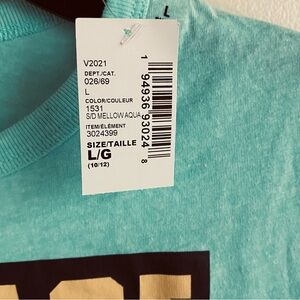 L
V2021
DEPT./CAT.
026/69
L
COLOR/COULEUR
1531
S/D MELLOW AQUA
ITEM/ELÉMENT
3024399
SIZE/TAILLE
L/G
(10/12)
1 94936 93024 8